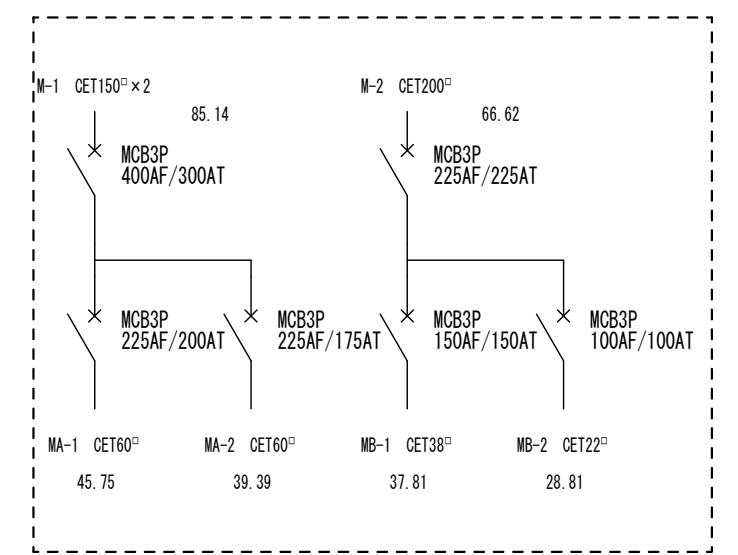 M-1 CET150□×2
85.14
MCB3P
400AF/300AT
M-2 CET200□
66.62
MCB3P
225AF/225AT
MCB3P
225AF/200AT
MCB3P
225AF/175AT
MCB3P
150AF/150AT
MCB3P
100AF/100AT
MA-1 CET60□
45.75
MA-2 CET60□
39.39
MB-1 CET38□
37.81
MB-2 CET22□
28.81